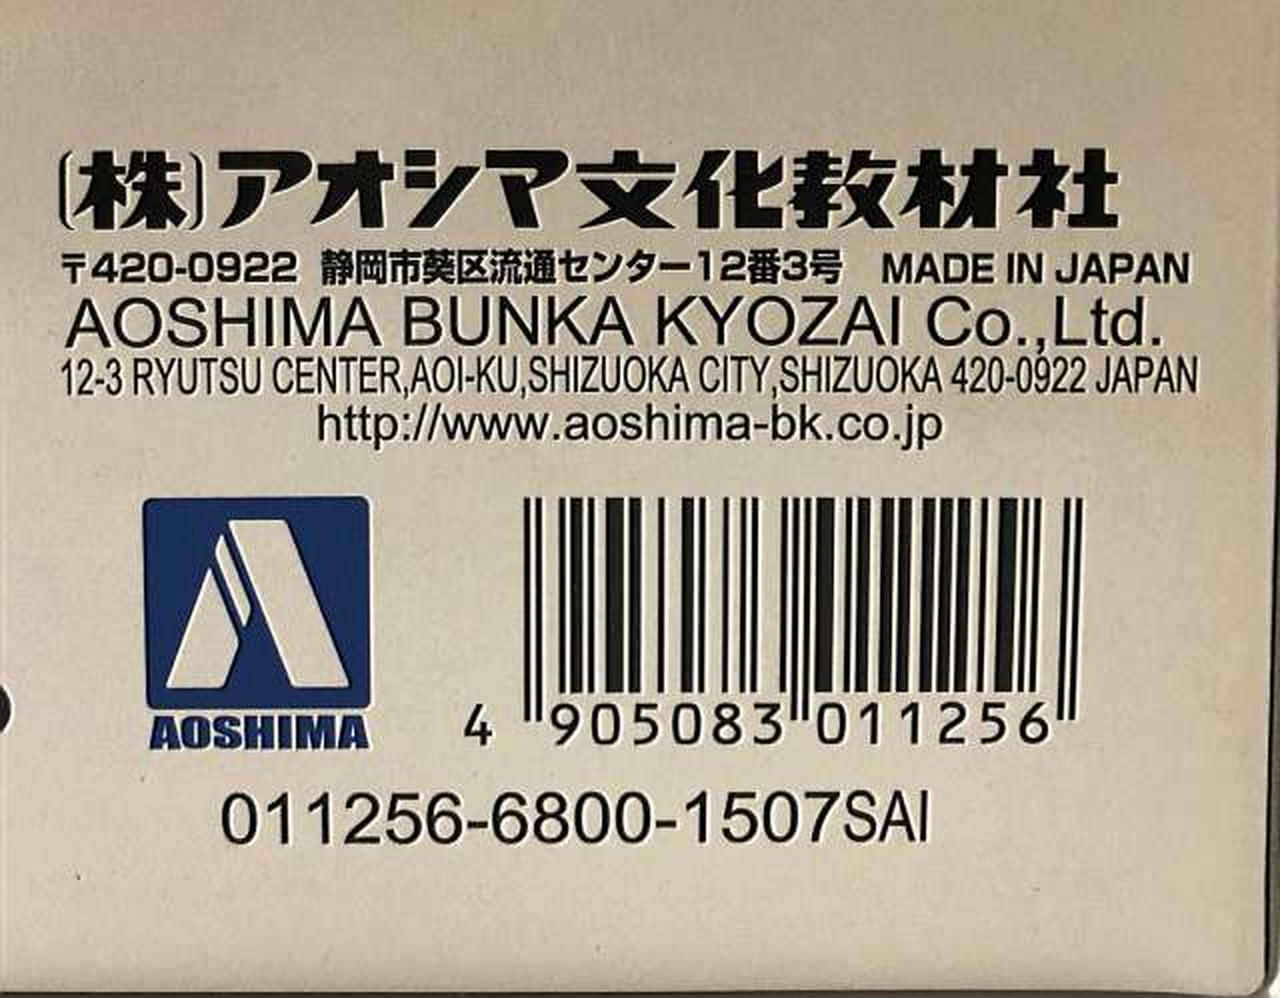 (株)アオシマ文化教材社
〒420-0922 静岡市葵区流通センター12番3号 MADE IN JAPAN
AOSHIMA BUNKA KYOZAI Co.,Ltd.
12-3 RYUTSU CENTER,AOI-KU,SHIZUOKA CITY,SHIZUOKA 420-0922 JAPAN
http://www.aoshima-bk.co.jp
AOSHIMA
4 905083 011256
011256-6800-1507SAI